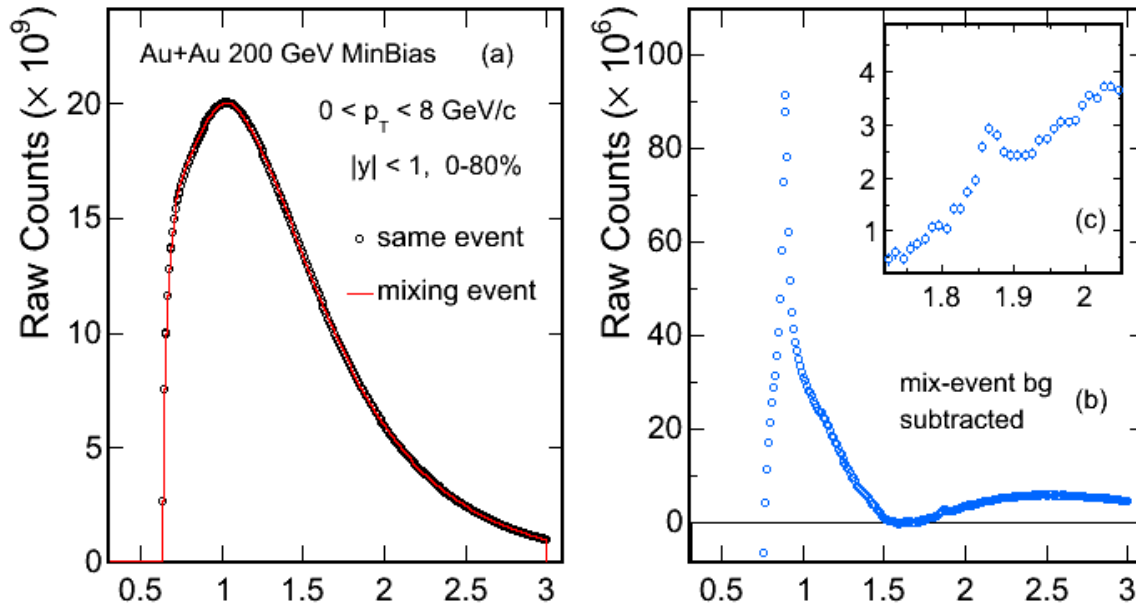 Raw Counts (× 10⁹)
Au+Au 200 GeV MinBias (a)
0 < p_T < 8 GeV/c
|y| < 1, 0-80%
same event
mixing event
20
15
10
5
0
0.5 1 1.5 2 2.5 3
Raw Counts (× 10⁶)
100
80
60
40
20
0
mix-event bg
subtracted
(b)
0.5 1 1.5 2 2.5 3
4
3
2
1
(c)
1.8 1.9 2